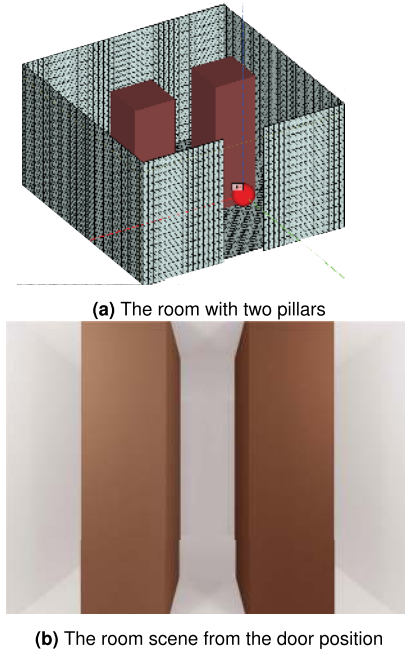 (a) The room with two pillars
(b) The room scene from the door position